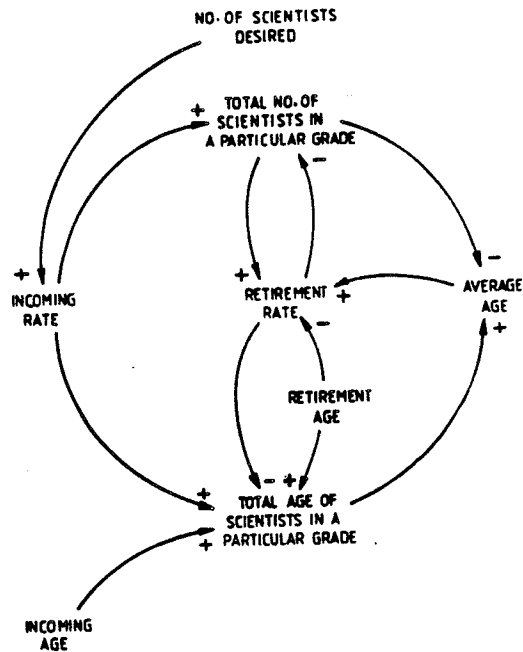 NO. OF SCIENTISTS
DESIRED
+
TOTAL NO. OF
SCIENTISTS IN
A PARTICULAR GRADE
-
+
INCOMING
RATE
+
RETIREMENT
RATE
+
-
-
AVERAGE
AGE
+
RETIREMENT
AGE
- +
+
TOTAL AGE OF
SCIENTISTS IN A
PARTICULAR GRADE
+
INCOMING
AGE